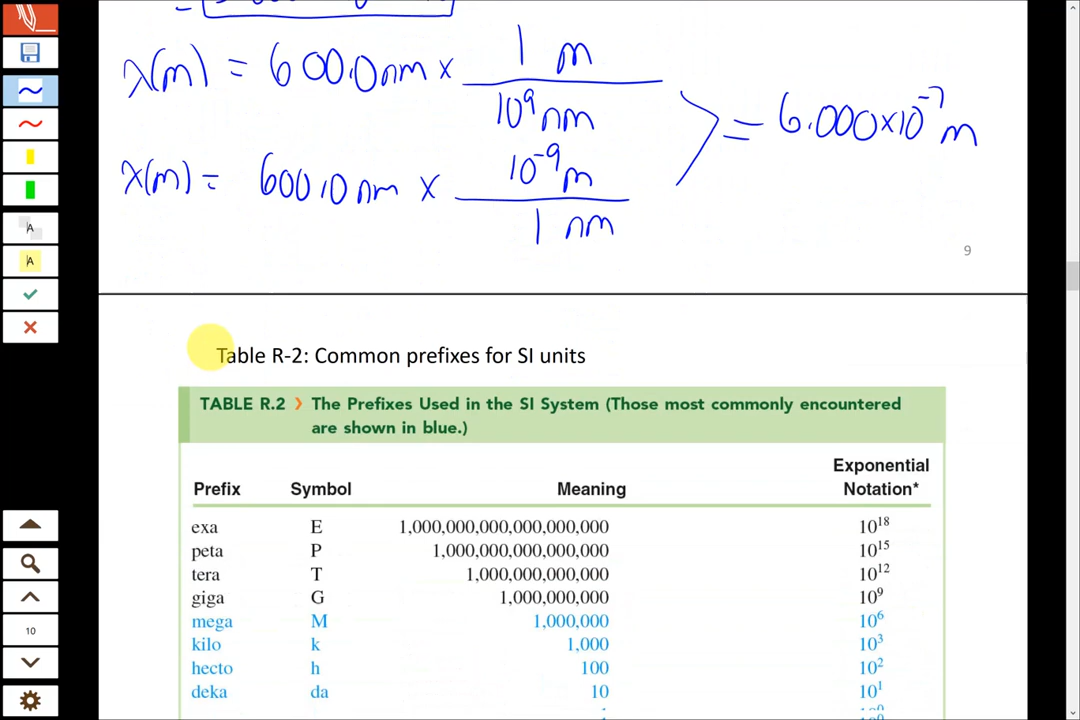 λ(m) = 600.0nm × 1 m / 10⁹ nm
= 6.000×10⁻⁷ m
λ(m) = 600.0 nm × 10⁻⁹ m / 1 nm
9
Table R-2: Common prefixes for SI units
TABLE R.2 › The Prefixes Used in the SI System (Those most commonly encountered
are shown in blue.)
Exponential
Prefix Symbol Meaning Notation*
exa E 1,000,000,000,000,000,000 10¹⁸
peta P 1,000,000,000,000,000 10¹⁵
tera T 1,000,000,000,000 10¹²
giga G 1,000,000,000 10⁹
mega M 1,000,000 10⁶
kilo k 1,000 10³
hecto h 100 10²
deka da 10 10¹
A
A
10